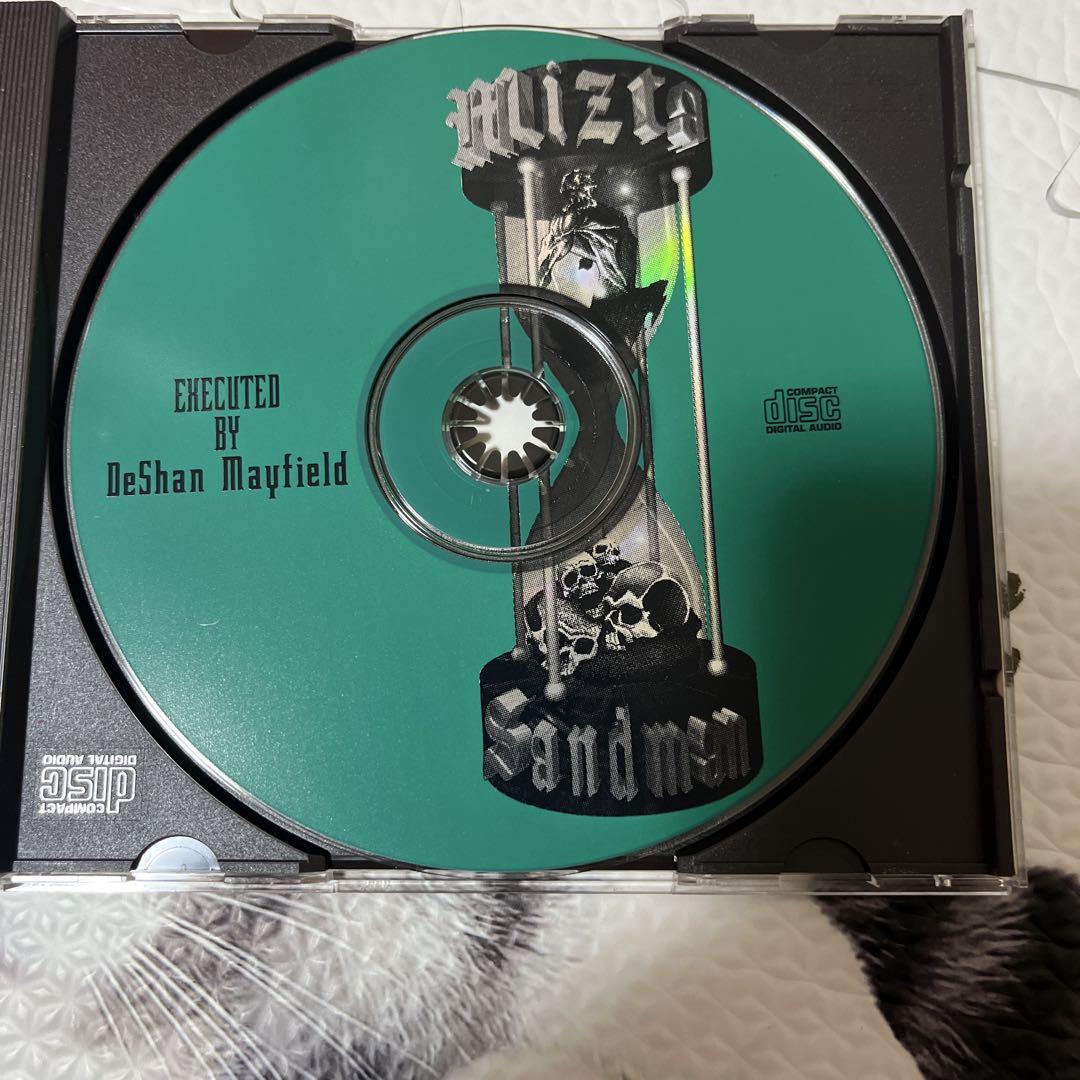 Mizta
EXECUTED
BY
DeShan Mayfield
COMPACT
disc
DIGITAL AUDIO
Sandman
COMPACT
disc
DIGITAL AUDIO